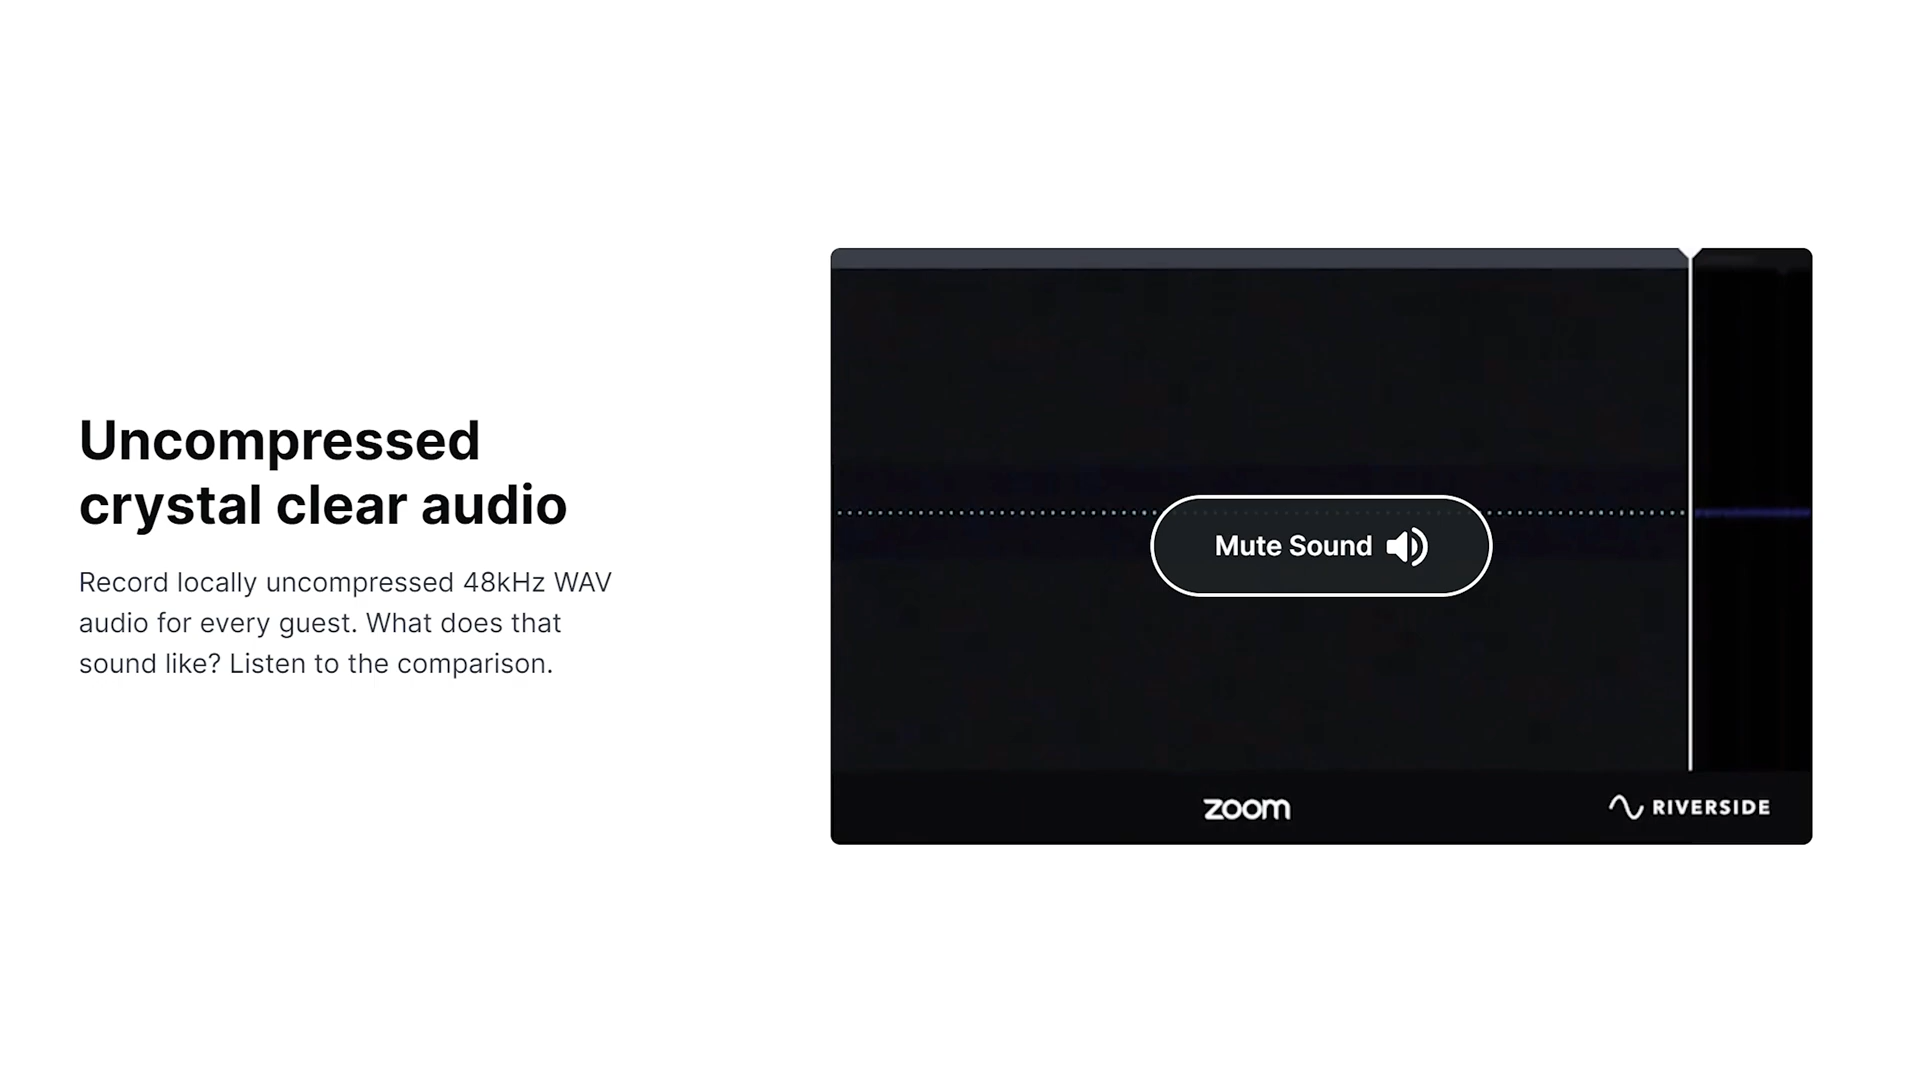 Uncompressed
crystal clear audio
Record locally uncompressed 48kHz WAV
audio for every guest. What does that
sound like? Listen to the comparison.
Mute Sound
zoom
RIVERSIDE